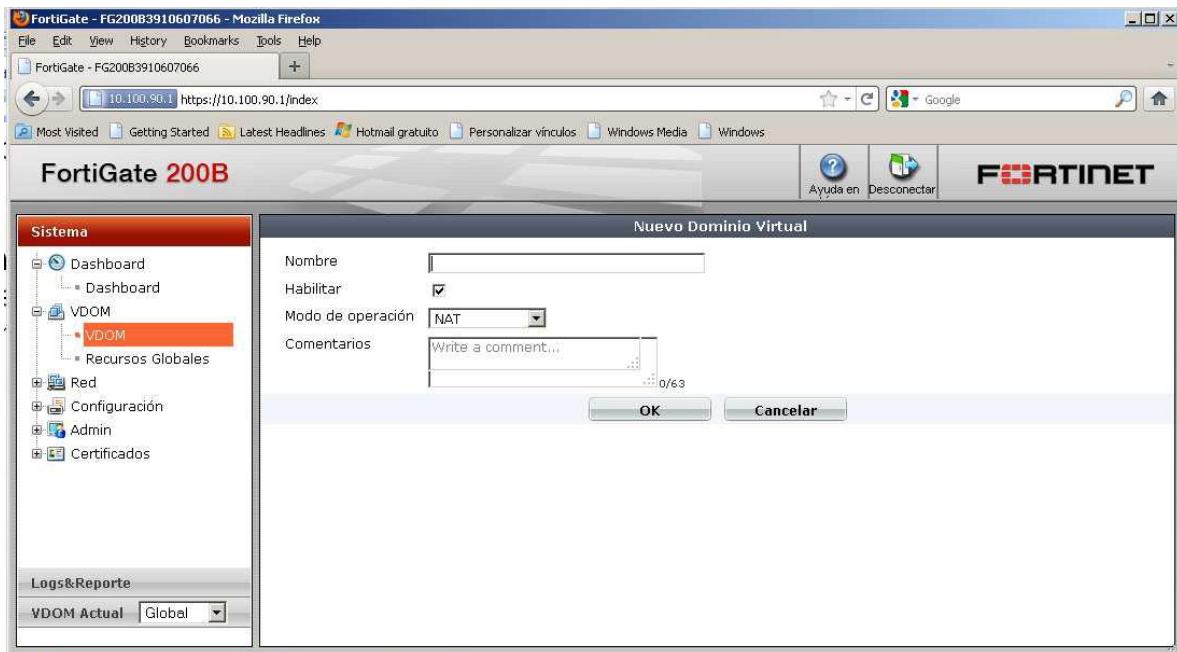 FortiGate - FG200B3910607066 - Mozilla Firefox
File Edit View History Bookmarks Tools Help
FortiGate - FG200B3910607066
10.100.90.1 https://10.100.90.1/index
Google
Most Visited Getting Started Latest Headlines Hotmail gratuito Personalizar vínculos Windows Media Windows
FortiGate 200B
Ayuda en
Desconectar
FORTINET
Sistema
Dashboard
Dashboard
VDOM
VDOM
Recursos Globales
Red
Configuración
Admin
Certificados
Logs&Reporte
VDOM Actual Global
Nuevo Dominio Virtual
Nombre
Habilitar
Modo de operación NAT
Comentarios Write a comment...
0/63
OK Cancelar